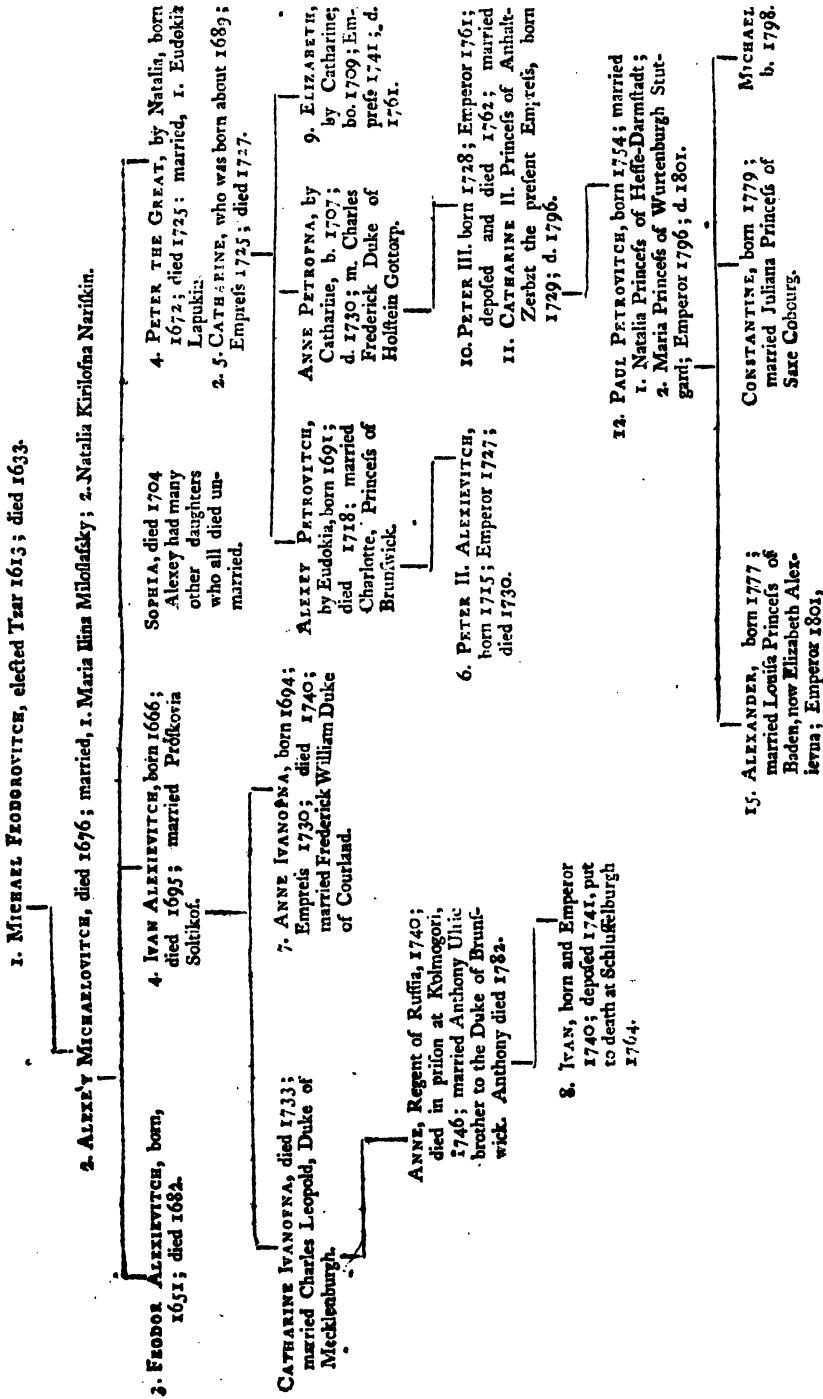 1. MICHAEL FEODOROVITCH, elected Tzar 1613; died 1633.
2. ALEXEY MICHAELOVITCH, died 1676; married, 1. Maria Ilina Miloſlafsky; 2. Natalia Kirilofna Nariſkin.
3. FEODOR ALEXIEVITCH, born,
1651; died 1682.
4. IVAN ALEXIEVITCH, born 1666;
died 1695; married Proſkovia
Soltikof.
SOPHIA, died 1704
Alexey had many
other daughters
who all died un-
married.
4. PETER THE GREAT, by Natalia, born
1672; died 1725: married, 1. Eudokia
Lapukin
2. 5. CATHARINE, who was born about 1689;
Empreſs 1725; died 1727.
CATHARINE IVANOFNA, died 1733;
married Charles Leopold, Duke of
Mecklenburgh.
7. ANNE IVANOFNA, born 1694;
Empreſs 1730; died 1740;
married Frederick William Duke
of Courland.
ALEXEY PETROVITCH,
by Eudokia, born 1691;
died 1718; married
Charlotte, Princeſs of
Brunſwick.
ANNE PETROFNA, by
Catharine, b. 1707;
d. 1730; m. Charles
Frederick Duke of
Holſtein Gottorp.
9. ELIZABETH,
by Catharine;
bo. 1709; Em-
preſs 1741; d.
1761.
ANNE, Regent of Ruſſia, 1740;
died in priſon at Kolmogori,
1746; married Anthony Ulric
brother to the Duke of Brunſ-
wick. Anthony died 1782.
6. PETER II. ALEXIEVITCH,
born 1715; Emperor 1727;
died 1730.
10. PETER III. born 1728; Emperor 1761;
depoſed and died 1762; married
11. CATHARINE II. Princeſs of Anhalt-
Zerbzt the preſent Empreſs, born
1729; d. 1796.
8. IVAN, born and Emperor
1740; depoſed 1741, put
to death at Schluſſelburgh
1764.
12. PAUL PETROVITCH, born 1754; married
1. Natalia Princeſs of Heſſe-Darmſtadt;
2. Maria Princeſs of Wurtenburgh Stut-
gard; Emperor 1796; d. 1801.
15. ALEXANDER, born 1777;
married Louiſa Princeſs of
Baden, now Elizabeth Alex-
ievna; Emperor 1801,
CONSTANTINE, born 1779;
married Juliana Princeſs of
Saxe Cobourg.
MICHAEL
b. 1798.